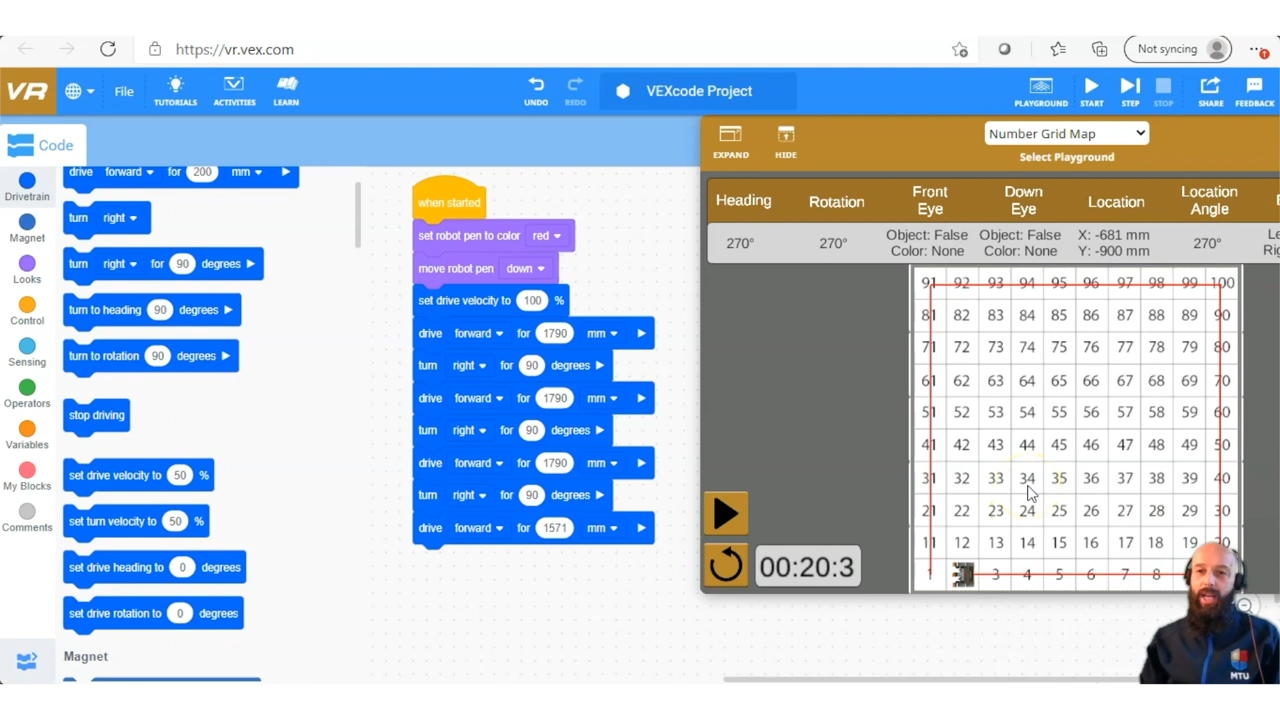 https://vr.vex.com
Not syncing
VR
File
TUTORIALS
ACTIVITIES
LEARN
UNDO
REDO
VEXcode Project
PLAYGROUND
START
STEP
STOP
SHARE
FEEDBACK
Code
Drivetrain
Magnet
Looks
Control
Sensing
Operators
Variables
My Blocks
Comments
drive forward for 200 mm
turn right
turn right for 90 degrees
turn to heading 90 degrees
turn to rotation 90 degrees
stop driving
set drive velocity to 50 %
set turn velocity to 50 %
set drive heading to 0 degrees
set drive rotation to 0 degrees
Magnet
when started
set robot pen to color red
move robot pen down
set drive velocity to 100 %
drive forward for 1790 mm
turn right for 90 degrees
drive forward for 1790 mm
turn right for 90 degrees
drive forward for 1790 mm
turn right for 90 degrees
drive forward for 1571 mm
EXPAND
HIDE
Number Grid Map
Select Playground
Heading
Rotation
Front Eye
Down Eye
Location
Location Angle
270°
270°
Object: False
Color: None
Object: False
Color: None
X: -681 mm
Y: -900 mm
270°
91 92 93 94 95 96 97 98 99 100
81 82 83 84 85 86 87 88 89 90
71 72 73 74 75 76 77 78 79 80
61 62 63 64 65 66 67 68 69 70
51 52 53 54 55 56 57 58 59 60
41 42 43 44 45 46 47 48 49 50
31 32 33 34 35 36 37 38 39 40
21 22 23 24 25 26 27 28 29 30
11 12 13 14 15 16 17 18 19 20
1 3 4 5 6 7 8
00:20:3
MTU